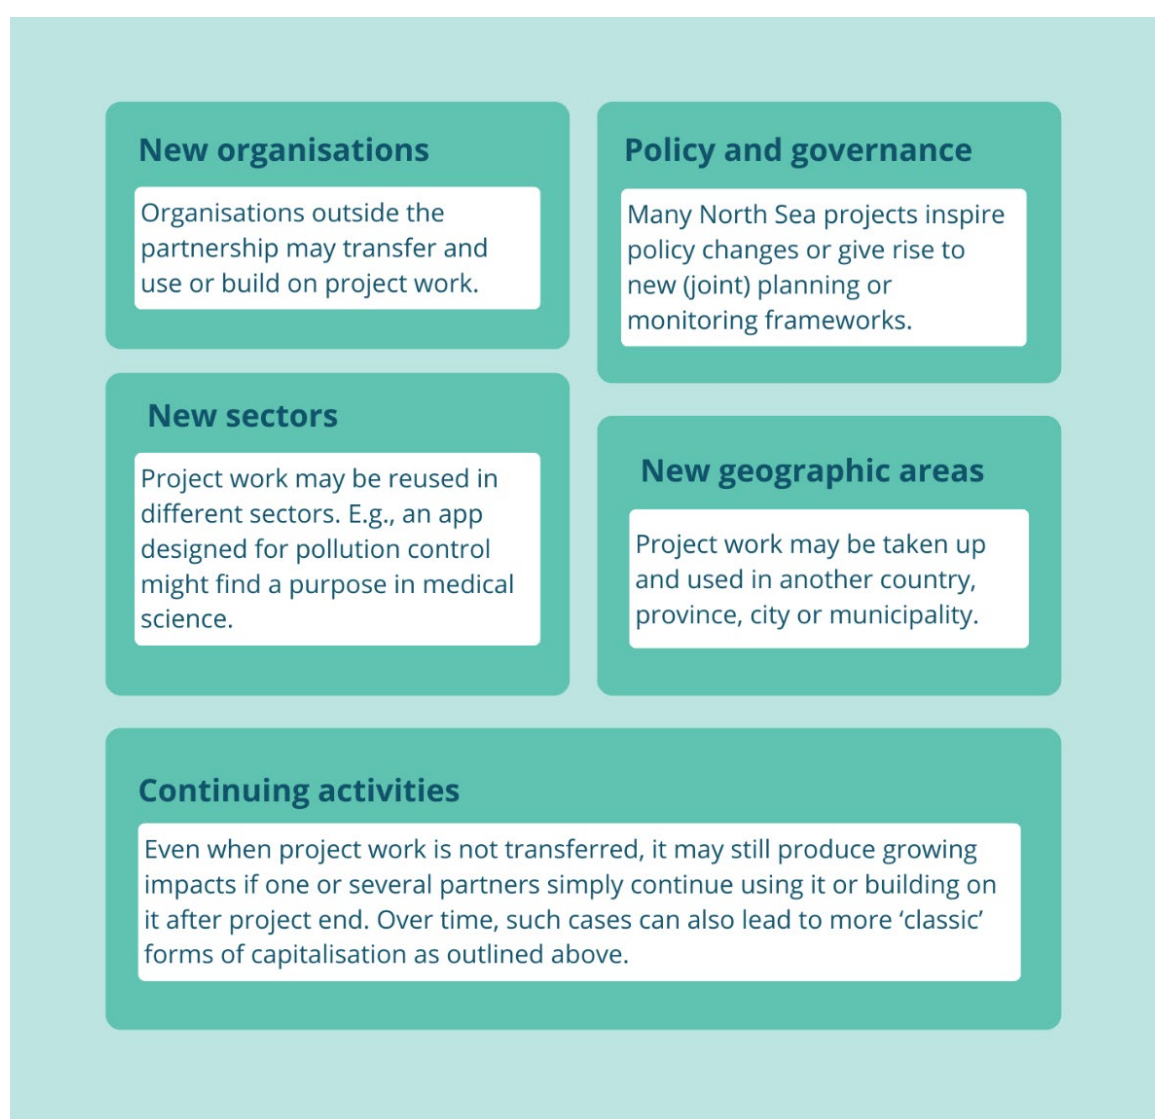 New organisations
Organisations outside the
partnership may transfer and
use or build on project work.
Policy and governance
Many North Sea projects inspire
policy changes or give rise to
new (joint) planning or
monitoring frameworks.
New sectors
Project work may be reused in
different sectors. E.g., an app
designed for pollution control
might find a purpose in medical
science.
New geographic areas
Project work may be taken up
and used in another country,
province, city or municipality.
Continuing activities
Even when project work is not transferred, it may still produce growing
impacts if one or several partners simply continue using it or building on
it after project end. Over time, such cases can also lead to more ‘classic’
forms of capitalisation as outlined above.